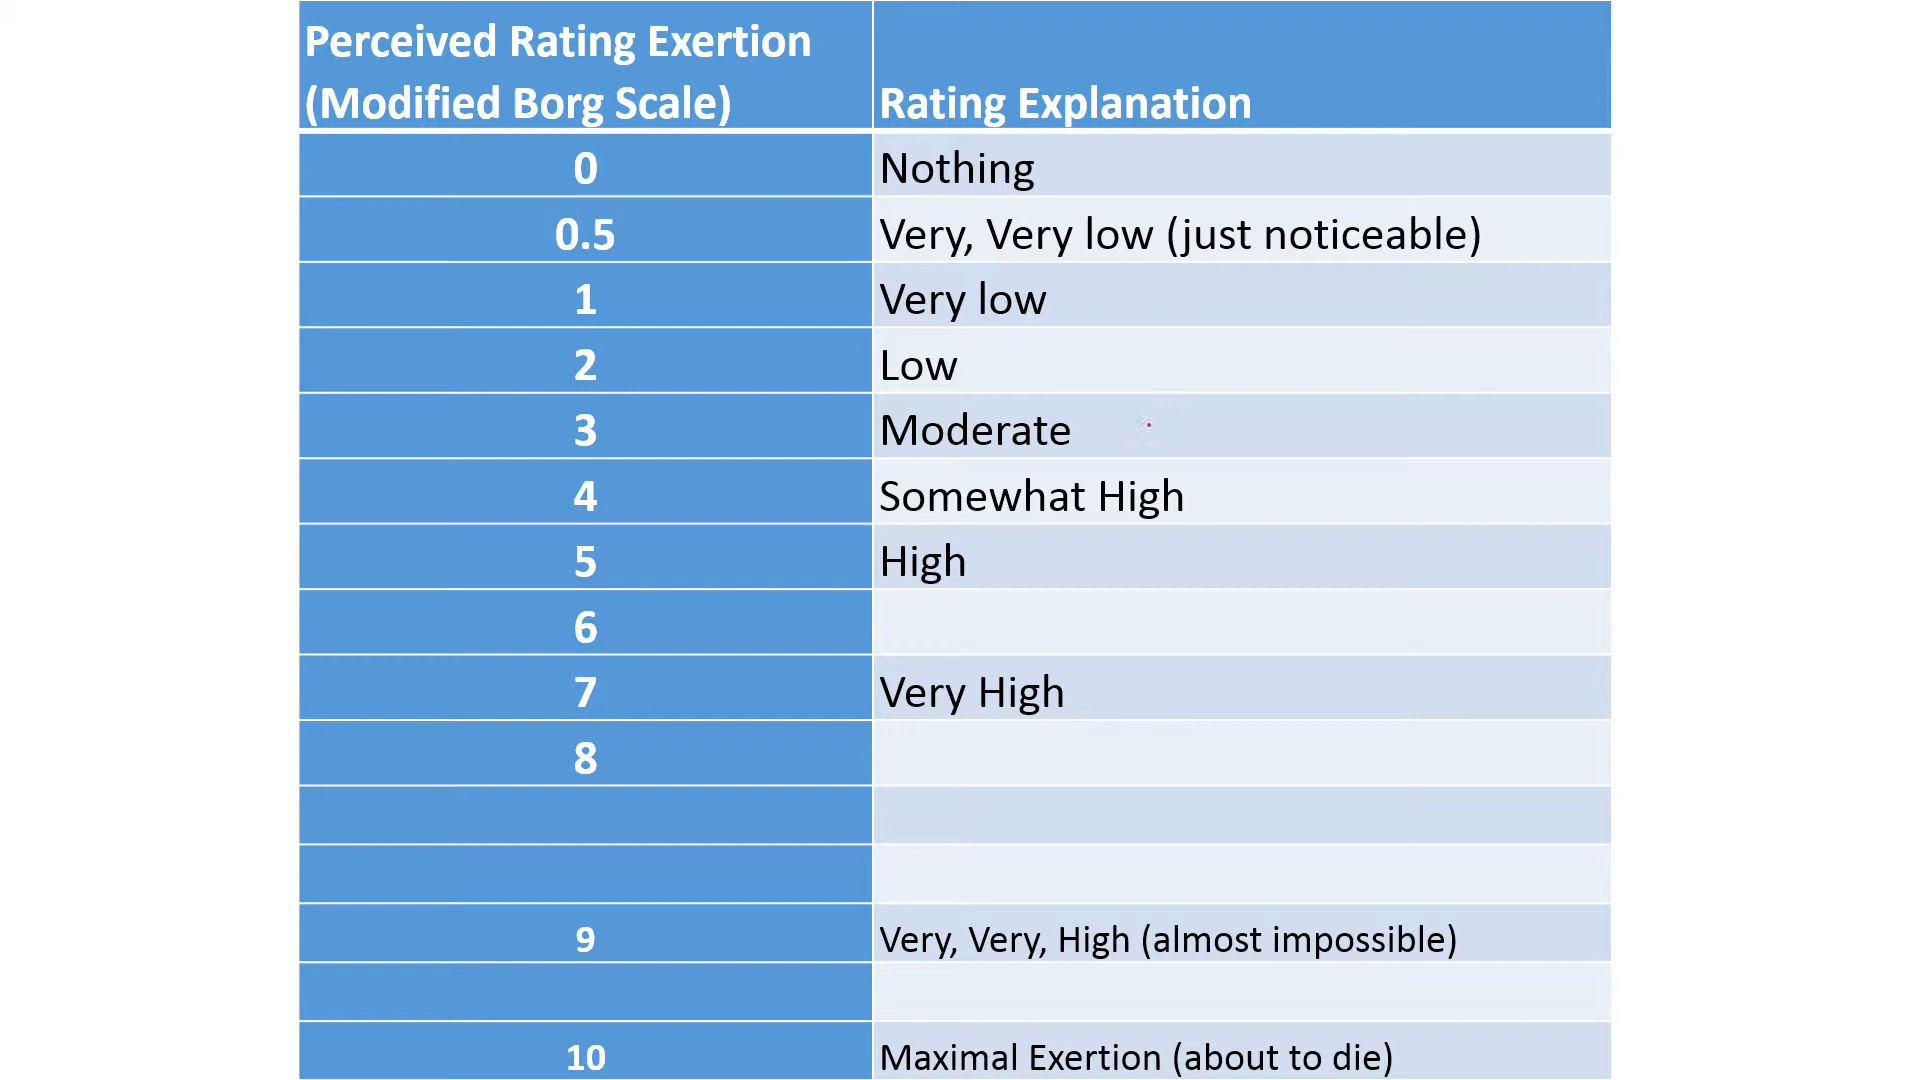 Perceived Rating Exertion
(Modified Borg Scale)
Rating Explanation
0 Nothing
0.5 Very, Very low (just noticeable)
1 Very low
2 Low
3 Moderate
4 Somewhat High
5 High
6
7 Very High
8
9 Very, Very, High (almost impossible)
10 Maximal Exertion (about to die)